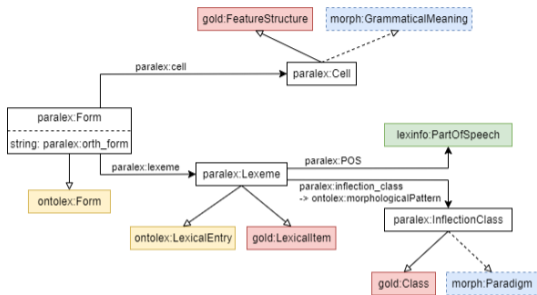 gold:FeatureStructure
morph:GrammaticalMeaning
paralex:cell
paralex:Cell
paralex:Form
string: paralex:orth_form
lexinfo:PartOfSpeech
paralex:lexeme
paralex:Lexeme
paralex:POS
paralex:inflection_class
-> ontolex:morphologicalPattern
ontolex:Form
paralex:InflectionClass
ontolex:LexicalEntry
gold:LexicalItem
gold:Class
morph:Paradigm